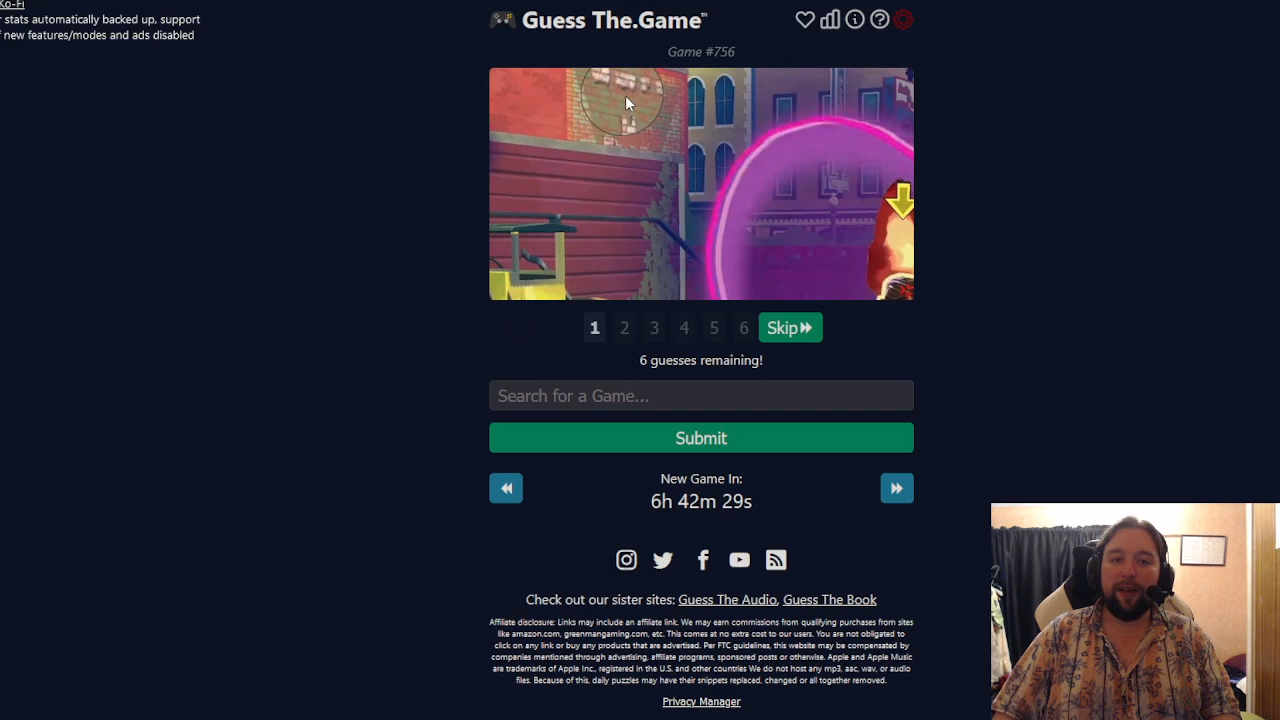 Ko-Fi
stats automatically backed up, support
new features/modes and ads disabled
Guess The.Game™
Game #756
1 2 3 4 5 6 Skip
6 guesses remaining!
Search for a Game...
Submit
New Game In:
6h 42m 29s
Check out our sister sites: Guess The Audio, Guess The Book
Affiliate disclosure: Links may include an affiliate link. We may earn commissions from qualifying purchases from sites
like amazon.com, greenmangaming.com, etc. This comes at no extra cost to our users. You are not obligated to
click on any link or buy any products that are advertised. Per FTC guidelines, this website may be compensated by
companies mentioned through advertising, affiliate programs, sponsored posts or otherwise. Apple and Apple Music
are trademarks of Apple Inc., registered in the U.S. and other countries We do not host any mp3, aac, wav, or audio
files. Because of this, daily puzzles may have their snippets replaced, changed or all together removed.
Privacy Manager